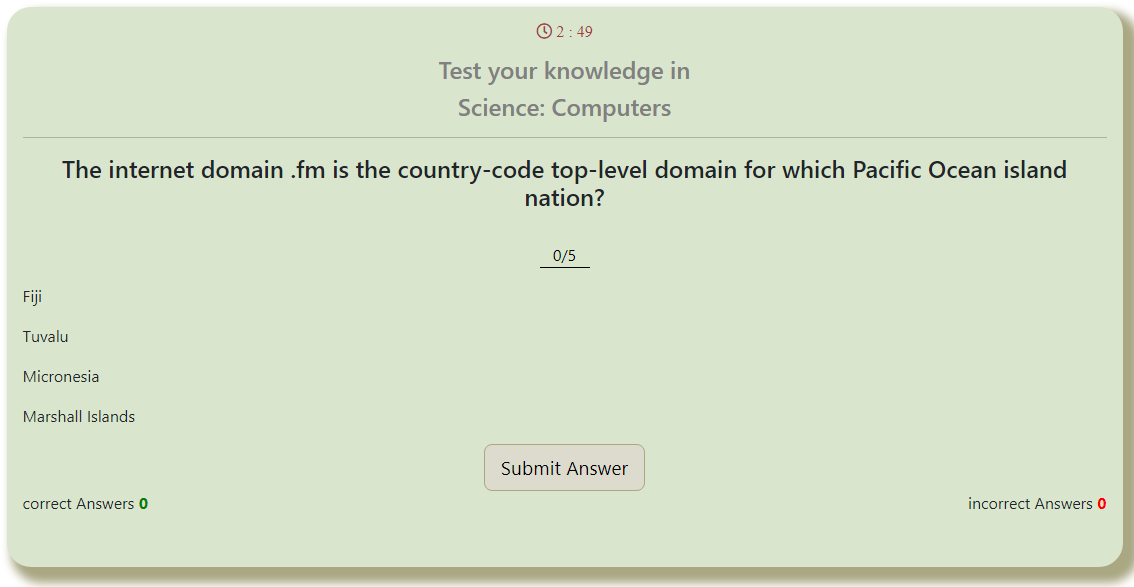 2 : 49
Test your knowledge in
Science: Computers
The internet domain .fm is the country-code top-level domain for which Pacific Ocean island
nation?
0/5
Fiji
Tuvalu
Micronesia
Marshall Islands
Submit Answer
correct Answers 0
incorrect Answers 0